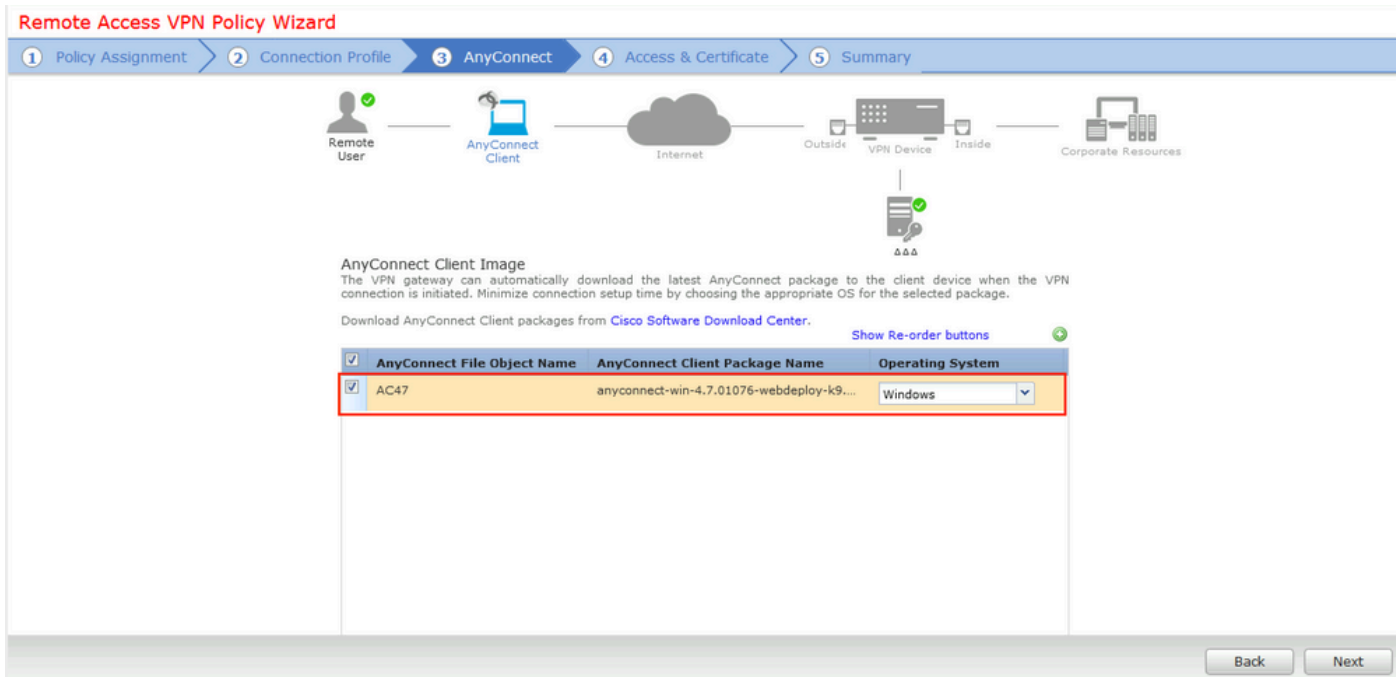 Remote Access VPN Policy Wizard
1 Policy Assignment 2 Connection Profile 3 AnyConnect 4 Access & Certificate 5 Summary
Remote User
AnyConnect Client
Internet
Outside
VPN Device
Inside
Corporate Resources
AAA
AnyConnect Client Image
The VPN gateway can automatically download the latest AnyConnect package to the client device when the VPN
connection is initiated. Minimize connection setup time by choosing the appropriate OS for the selected package.
Download AnyConnect Client packages from Cisco Software Download Center.
Show Re-order buttons
AnyConnect File Object Name AnyConnect Client Package Name Operating System
AC47 anyconnect-win-4.7.01076-webdeploy-k9.... Windows
Back Next